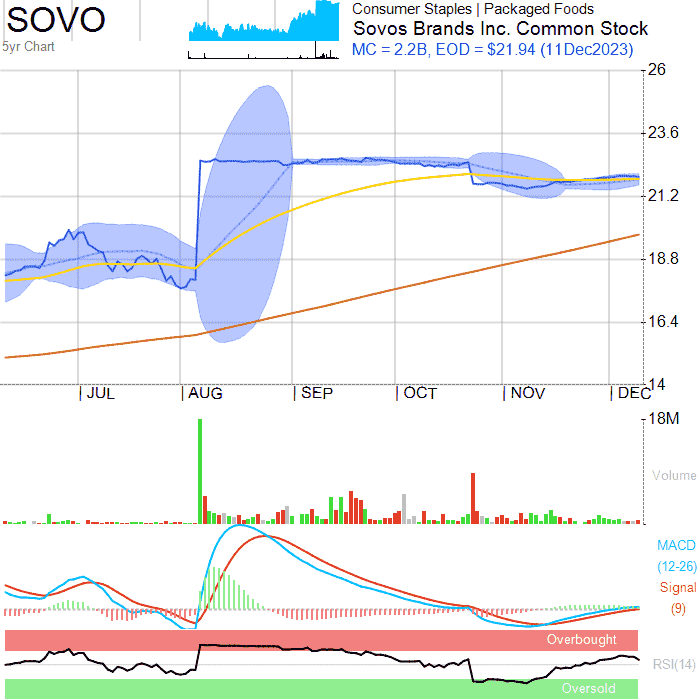 SOVO
5yr Chart
Consumer Staples | Packaged Foods
Sovos Brands Inc. Common Stock
MC = 2.2B, EOD = $21.94 (11Dec2023)
26
23.6
21.2
18.8
16.4
14
| JUL | AUG | SEP | OCT | NOV | DEC
18M
Volume
MACD
(12-26)
Signal
(9)
Overbought
RSI(14)
Oversold